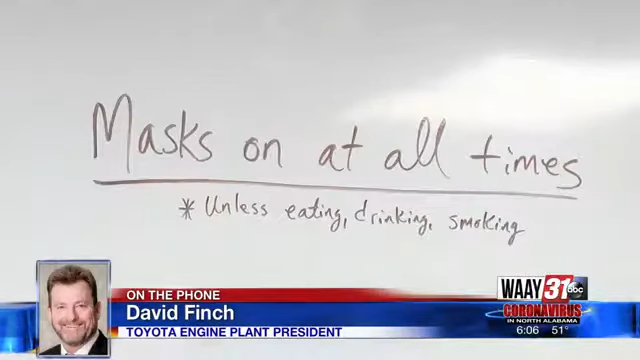 Masks on at all times
* Unless eating, drinking, smoking
ON THE PHONE
David Finch
TOYOTA ENGINE PLANT PRESIDENT
WAAY 31 abc
CORONAVIRUS
IN NORTH ALABAMA
6:06 51°